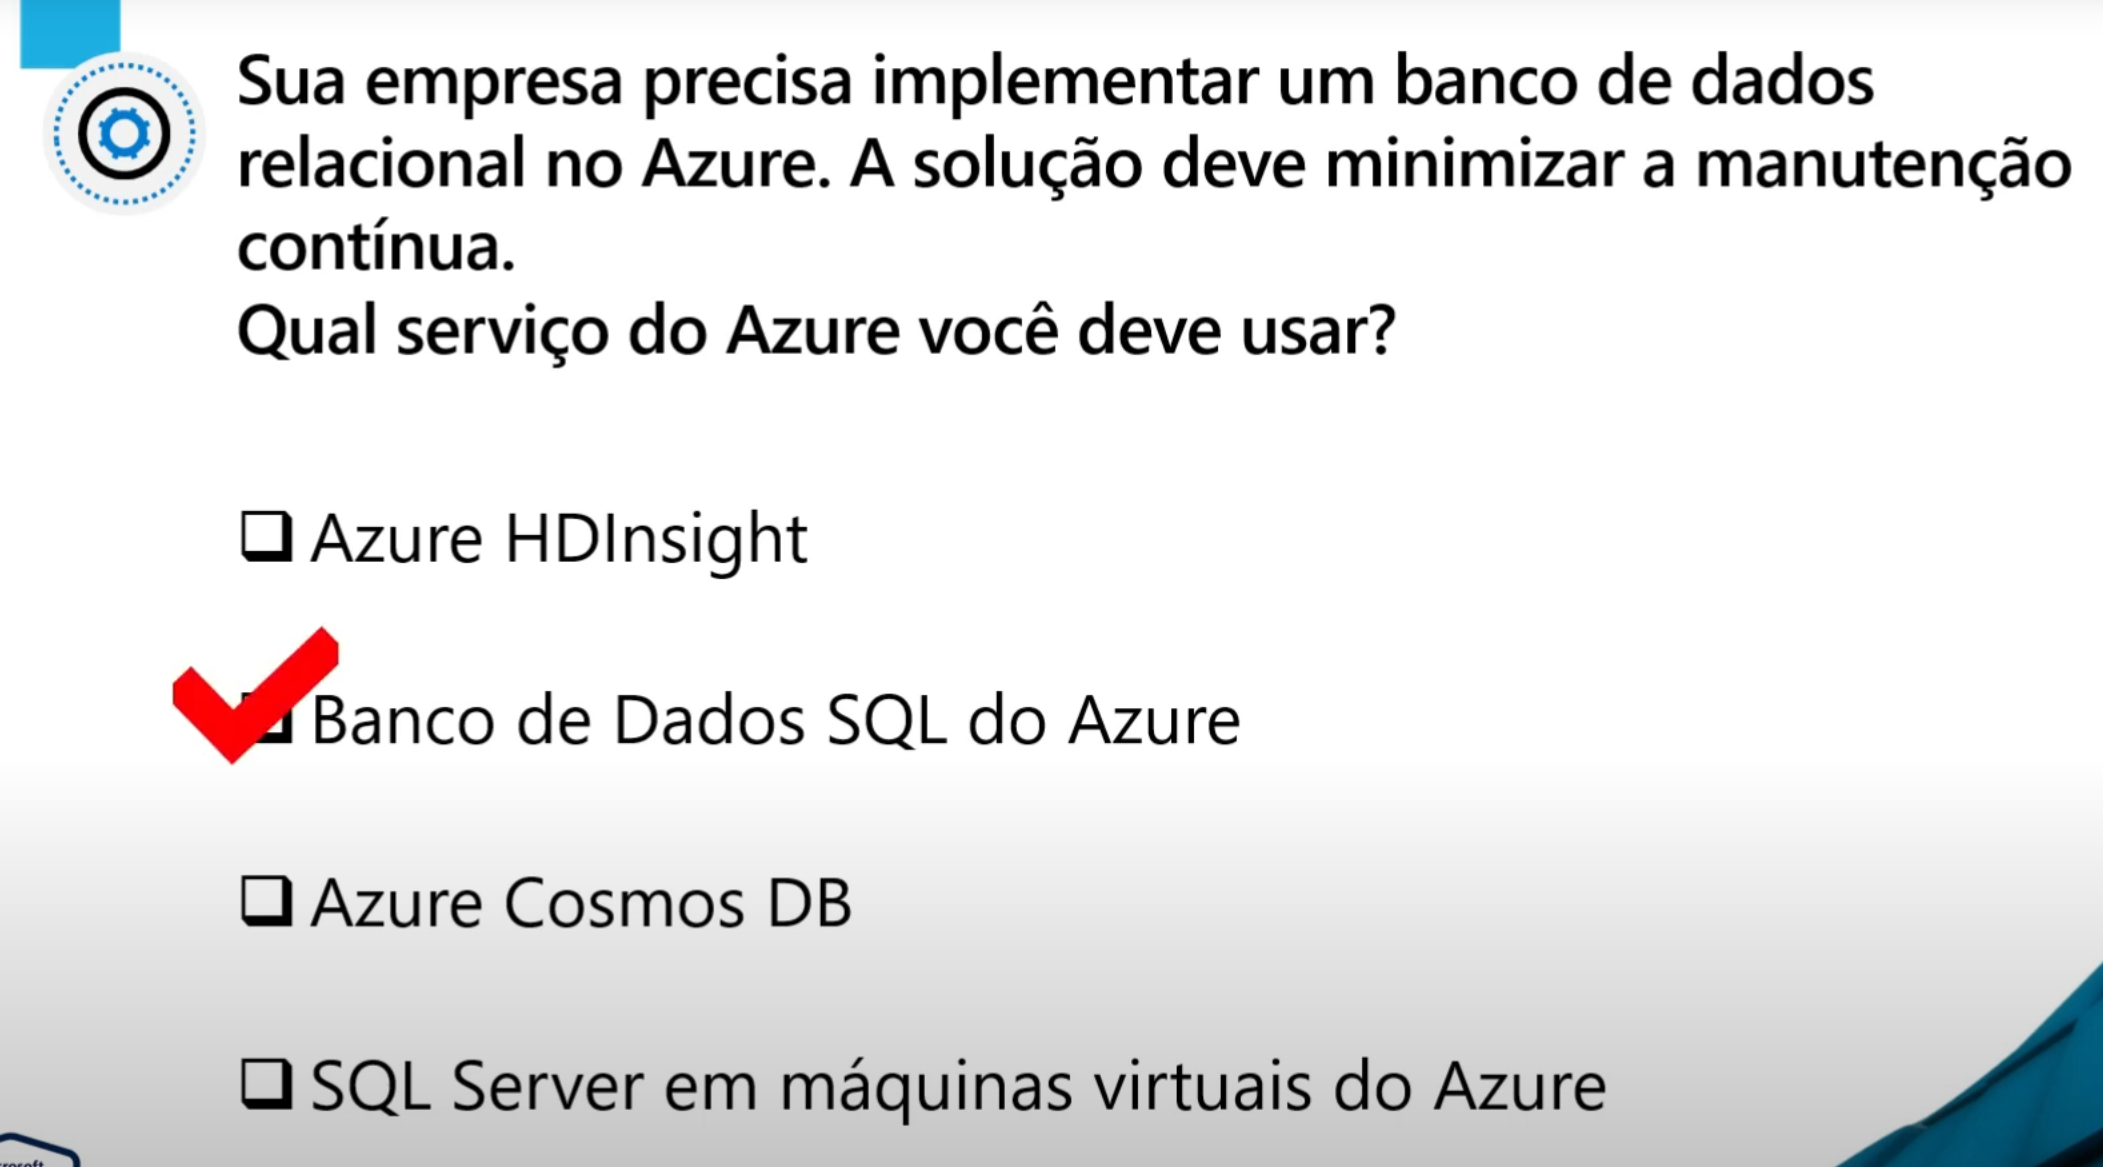 Sua empresa precisa implementar um banco de dados
relacional no Azure. A solução deve minimizar a manutenção
contínua.
Qual serviço do Azure você deve usar?
Azure HDInsight
Banco de Dados SQL do Azure
Azure Cosmos DB
SQL Server em máquinas virtuais do Azure